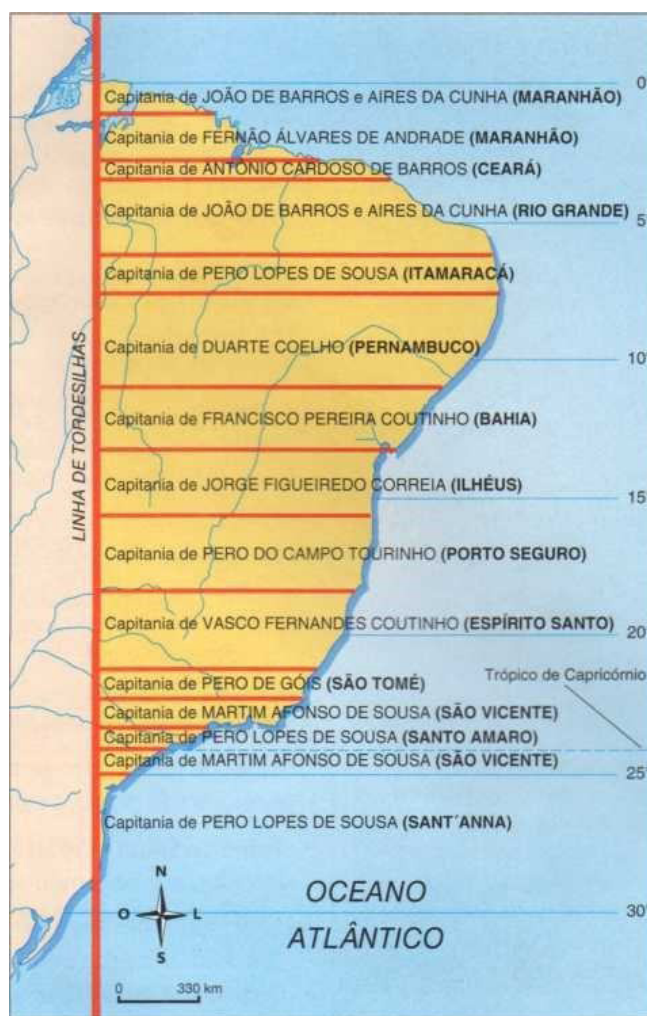 0°
Capitania de JOÃO DE BARROS e AIRES DA CUNHA (MARANHÃO)
Capitania de FERNÃO ÁLVARES DE ANDRADE (MARANHÃO)
Capitania de ANTONIO CARDOSO DE BARROS (CEARÁ)
Capitania de JOÃO DE BARROS e AIRES DA CUNHA (RIO GRANDE)
5°
Capitania de PERO LOPES DE SOUSA (ITAMARACÁ)
Capitania de DUARTE COELHO (PERNAMBUCO)
10°
Capitania de FRANCISCO PEREIRA COUTINHO (BAHIA)
LINHA DE TORDESILHAS
Capitania de JORGE FIGUEIREDO CORREIA (ILHÉUS)
15°
Capitania de PERO DO CAMPO TOURINHO (PORTO SEGURO)
Capitania de VASCO FERNANDES COUTINHO (ESPÍRITO SANTO)
20°
Trópico de Capricórnio
Capitania de PERO DE GÓIS (SÃO TOMÉ)
Capitania de MARTIM AFONSO DE SOUSA (SÃO VICENTE)
Capitania de PERO LOPES DE SOUSA (SANTO AMARO)
Capitania de MARTIM AFONSO DE SOUSA (SÃO VICENTE)
25°
Capitania de PERO LOPES DE SOUSA (SANT´ANNA)
N
O L
S
OCEANO
ATLÂNTICO
30°
0 330 km